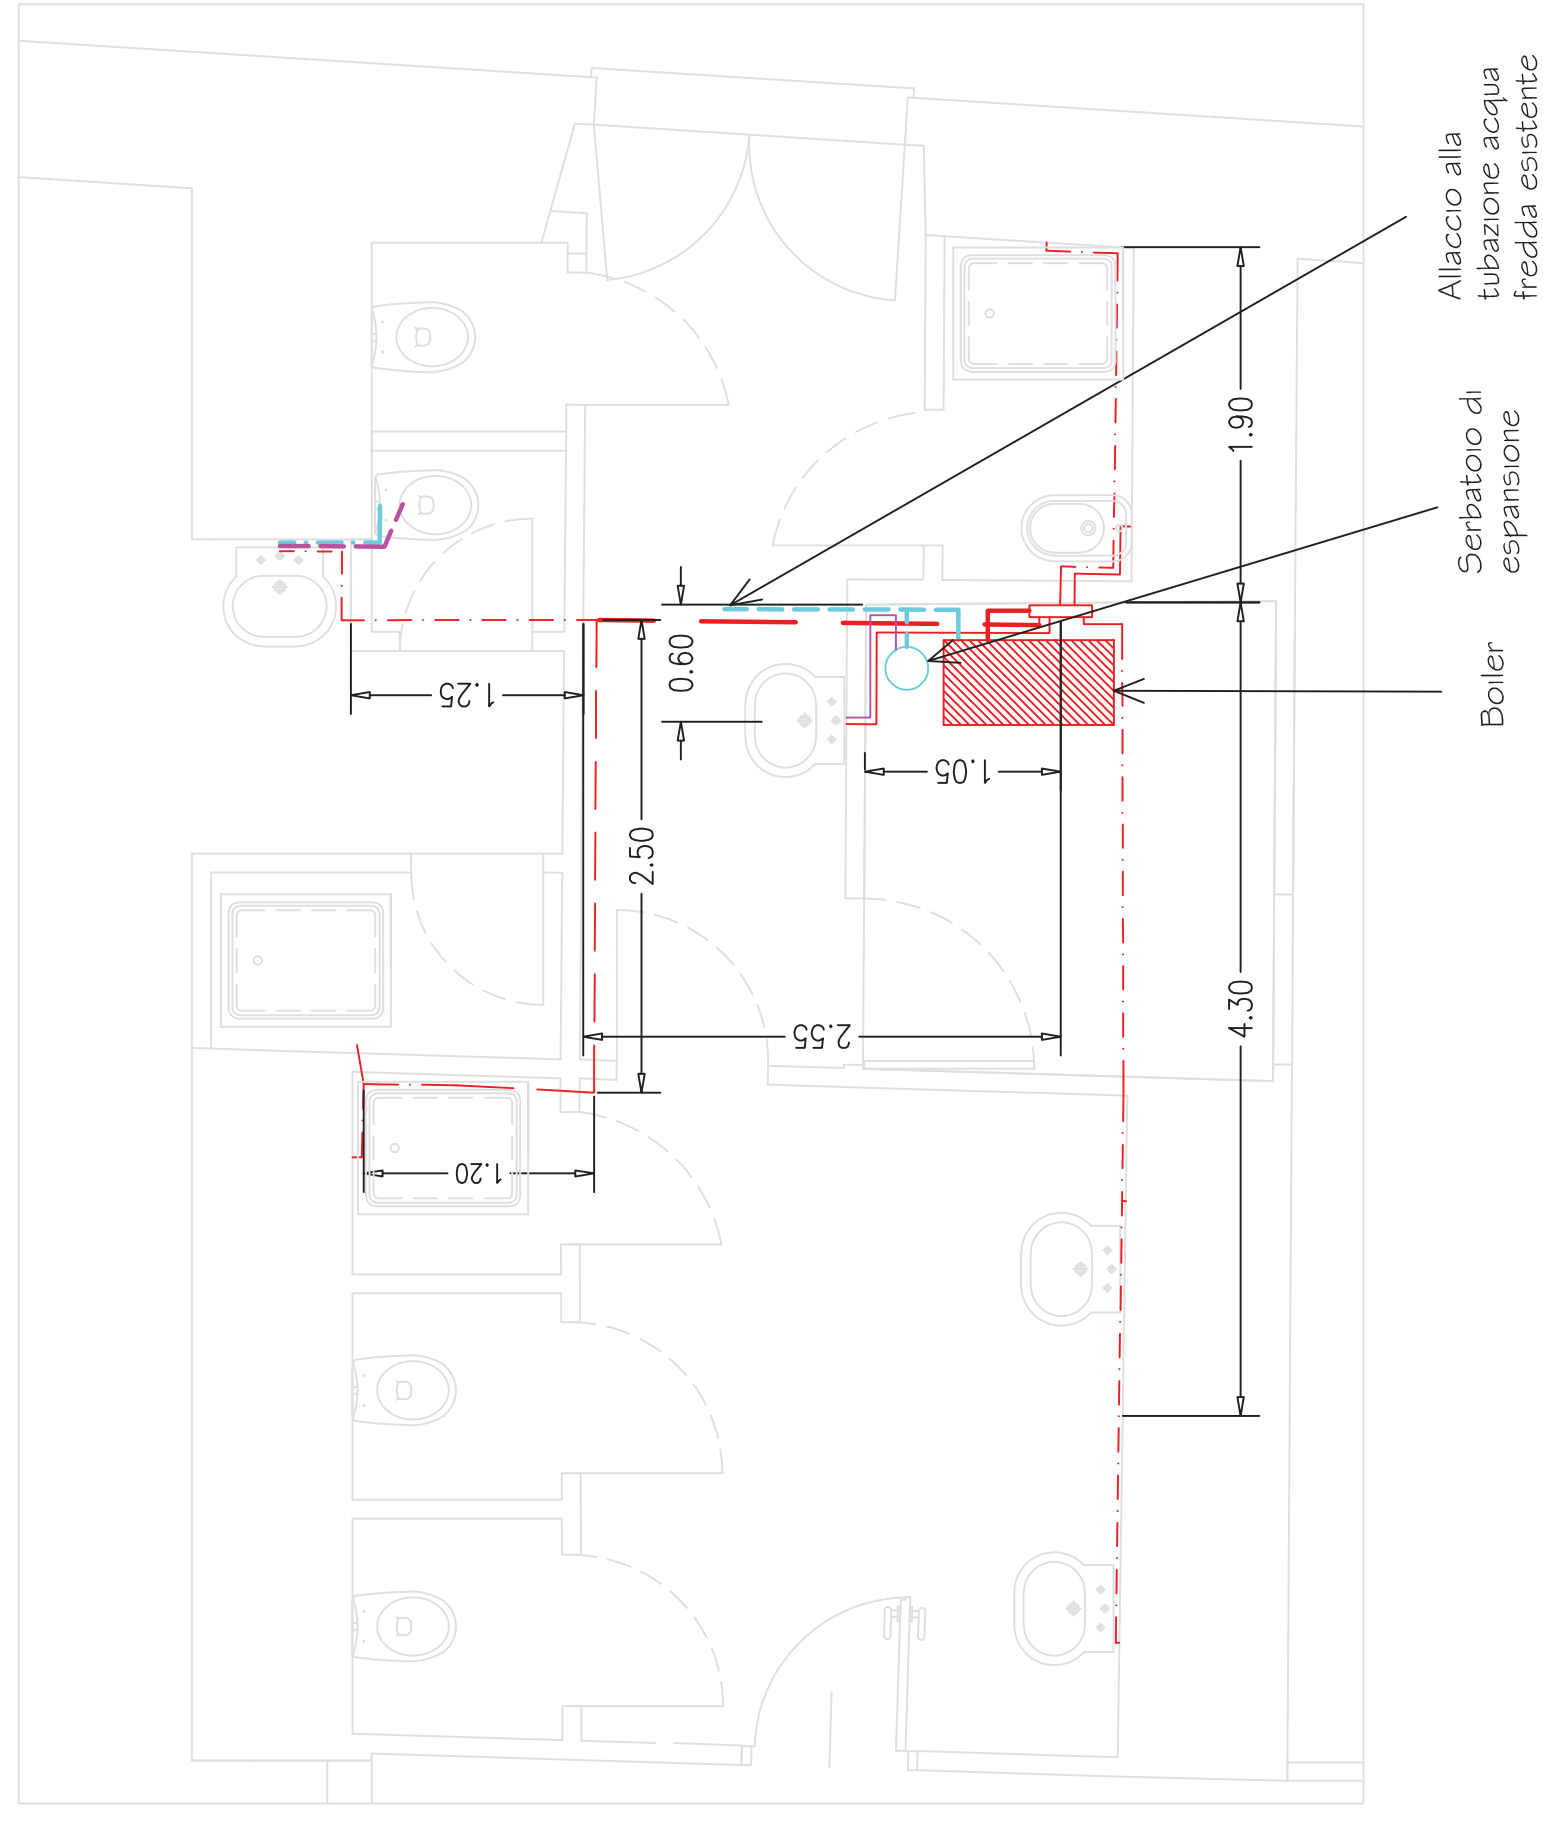 Allaccio alla
tubazione acqua
fredda esistente
Serbatoio di
espansione
Boiler
1.90
0.60
1.25
1.05
2.50
4.30
2.55
1.20